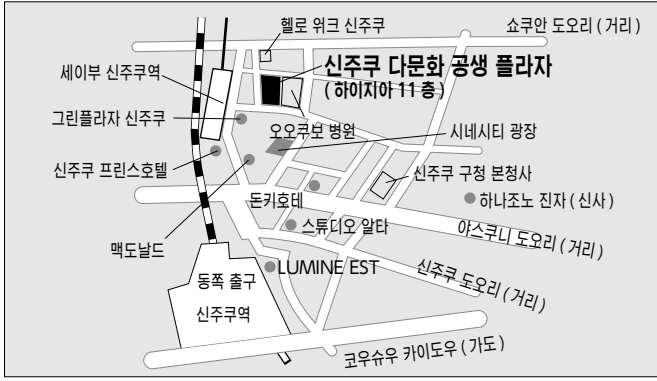 헬로 위크 신주쿠
쇼쿠안 도오리 ( 거리 )
세이부 신주쿠역
신주쿠 다문화 공생 플라자
( 하이지아 11 층 )
그린플라자 신주쿠
오오쿠보 병원
시네시티 광장
신주쿠 프린스호텔
신주쿠 구청 본청사
돈키호테
하나조노 진자 ( 신사 )
스튜디오 알타
야스쿠니 도오리 ( 거리 )
맥도날드
LUMINE EST
신주쿠 도오리 ( 거리 )
동쪽 출구
신주쿠역
코우슈우 카이도우 ( 가도 )